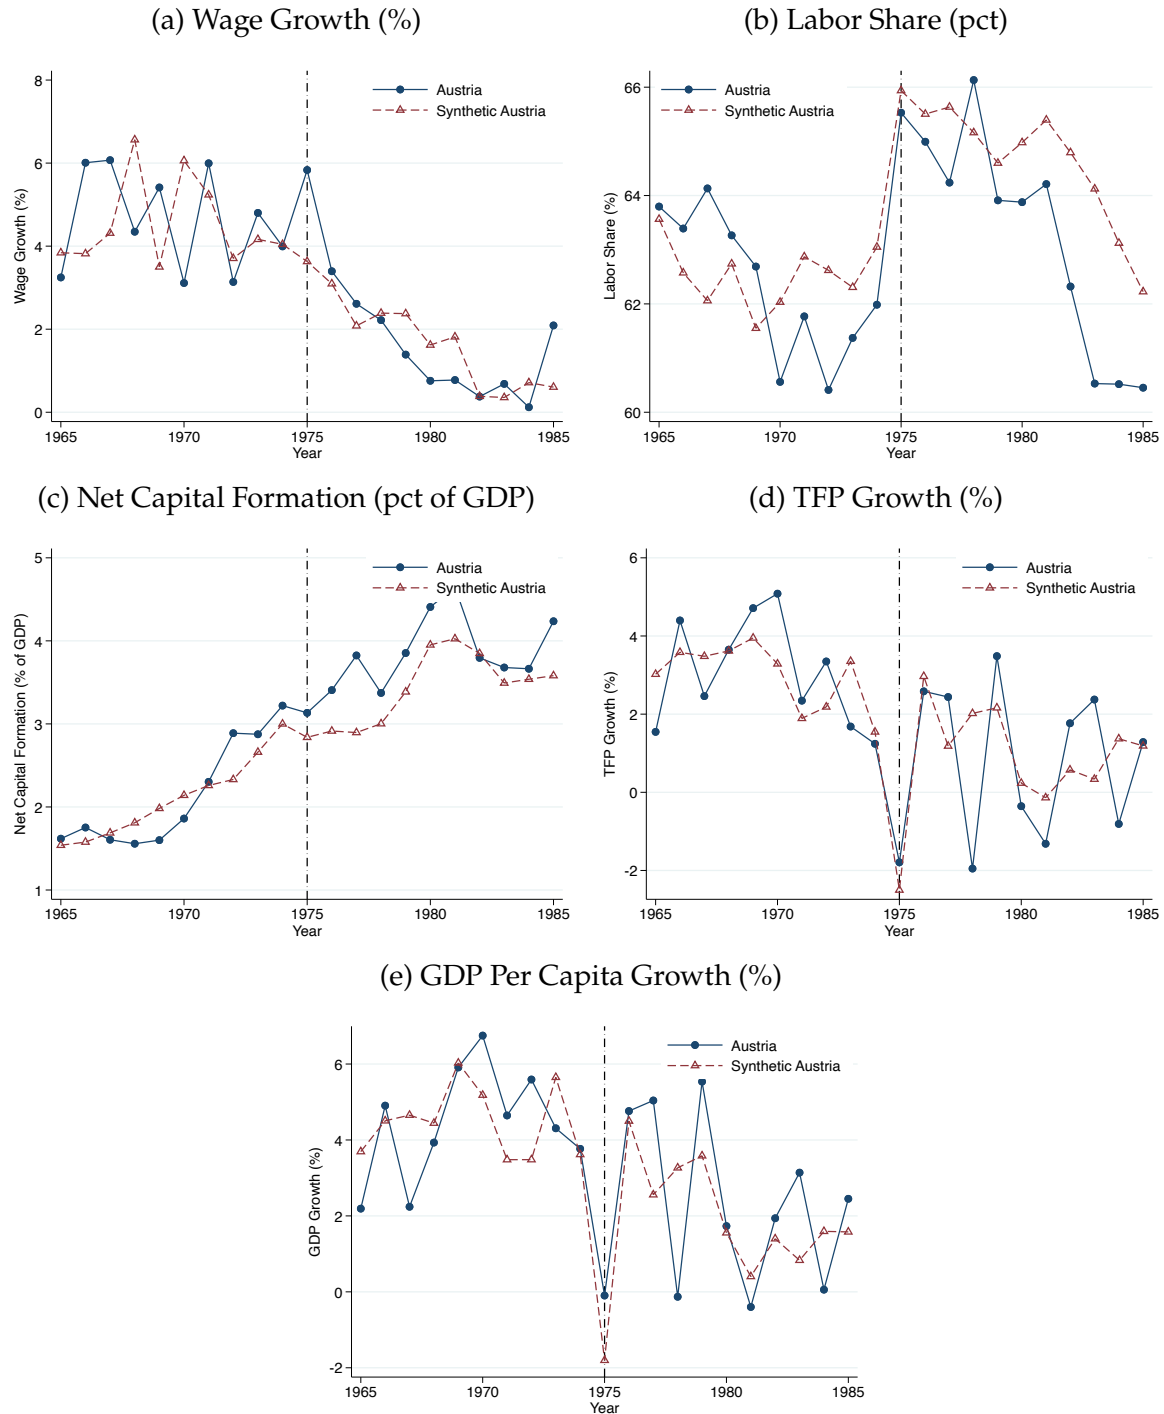 (a) Wage Growth (%)
(b) Labor Share (pct)
8
6
4
2
0
Wage Growth (%)
Austria
Synthetic Austria
1965
1970
1975
1980
1985
Year
66
64
62
60
Labor Share (%)
Austria
Synthetic Austria
1965
1970
1975
1980
1985
Year
(c) Net Capital Formation (pct of GDP)
(d) TFP Growth (%)
5
4
3
2
1
Net Capital Formation (% of GDP)
Austria
Synthetic Austria
1965
1970
1975
1980
1985
Year
6
4
2
0
-2
TFP Growth (%)
Austria
Synthetic Austria
1965
1970
1975
1980
1985
Year
(e) GDP Per Capita Growth (%)
6
4
2
0
-2
GDP Growth (%)
Austria
Synthetic Austria
1965
1970
1975
1980
1985
Year